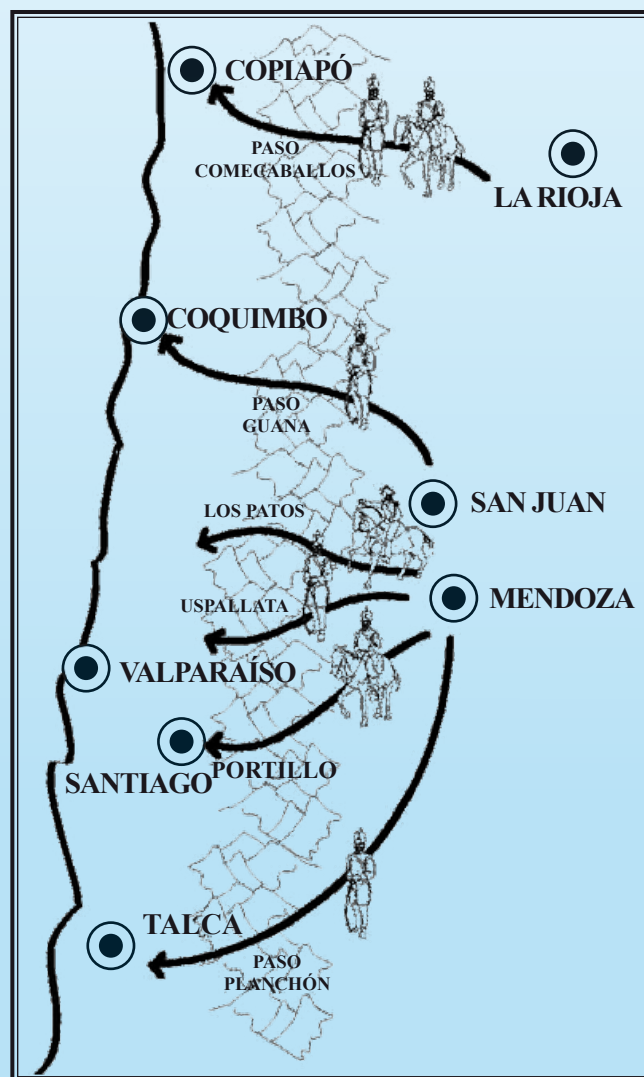 COPIAPÓ
PASO
COMECABALLOS
LA RIOJA
COQUIMBO
PASO
GUANA
SAN JUAN
LOS PATOS
USPALLATA
MENDOZA
VALPARAÍSO
SANTIAGO
PORTILLO
TALCA
PASO
PLANCHÓN